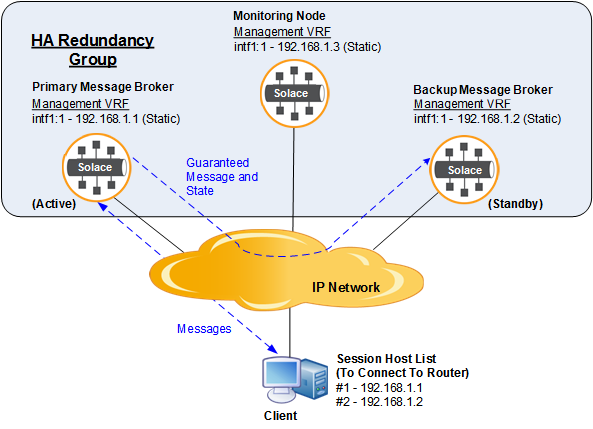 HA Redundancy
Group
Monitoring Node
Management VRF
intf1:1 - 192.168.1.3 (Static)
Solace
Primary Message Broker
Management VRF
intf1:1 - 192.168.1.1 (Static)
Solace
(Active)
Guaranteed
Message and
State
Backup Message Broker
Management VRF
intf1:1 - 192.168.1.2 (Static)
Solace
(Standby)
IP Network
Messages
Session Host List
(To Connect To Router)
#1 - 192.168.1.1
#2 - 192.168.1.2
Client